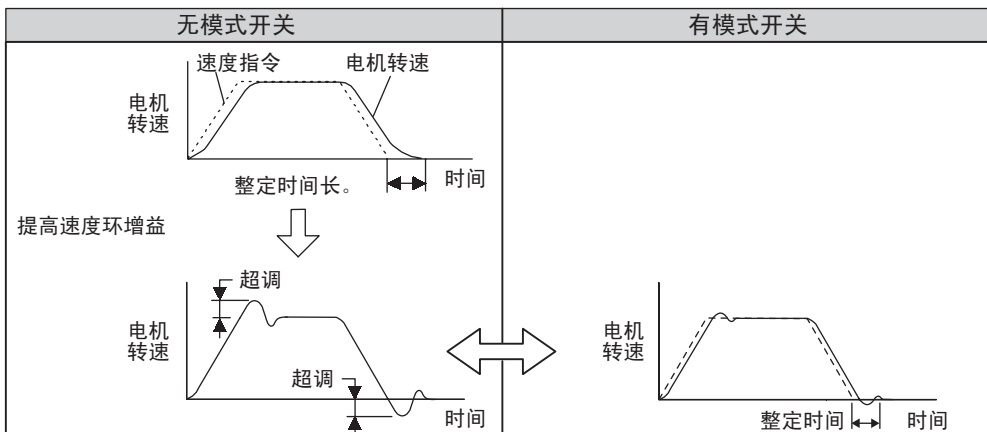 无模式开关
有模式开关
速度指令
电机转速
电机
转速
时间
整定时间长。
提高速度环增益
超调
电机
转速
超调
时间
电机
转速
整定时间
时间